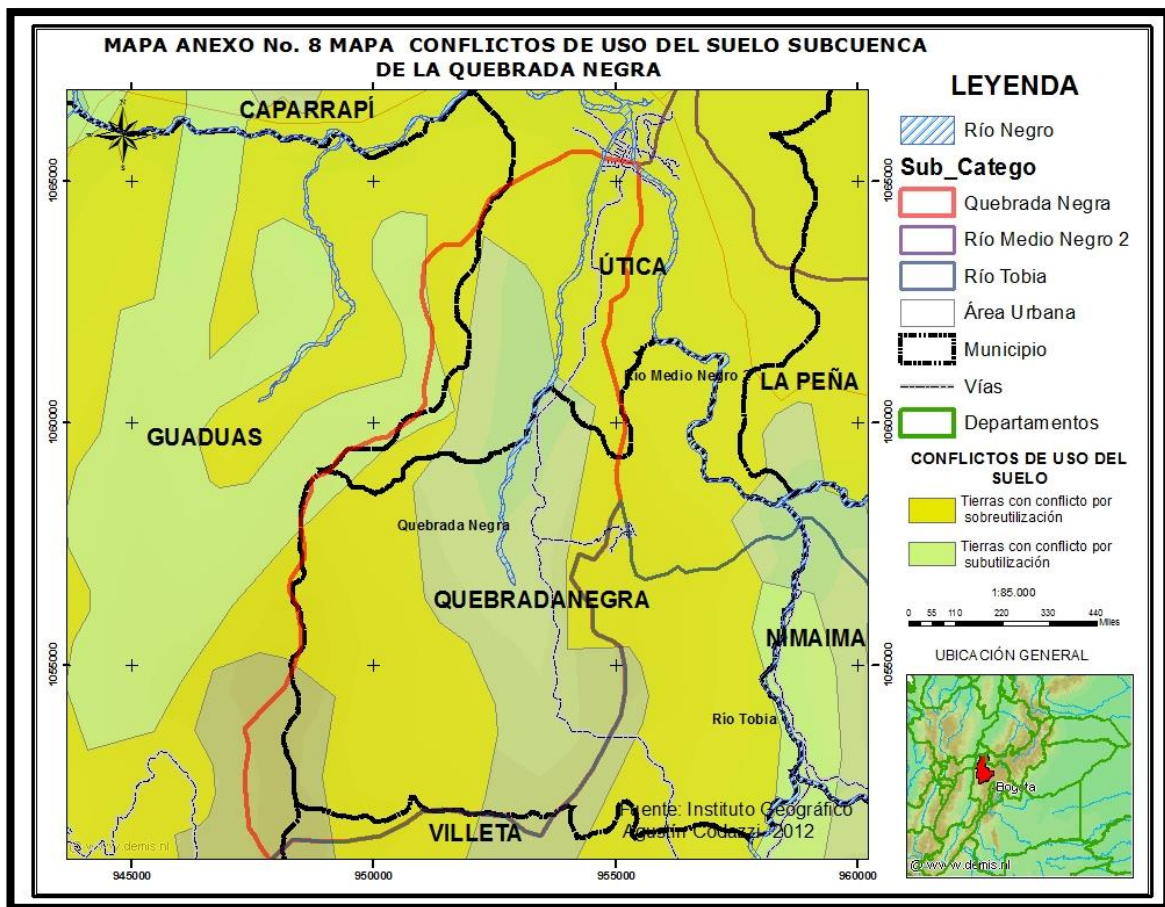 MAPA ANEXO No. 8 MAPA CONFLICTOS DE USO DEL SUELO SUBCUENCA
DE LA QUEBRADA NEGRA
CAPARRAPÍ
ÚTICA
Río Medio Negro 2
LA PEÑA
GUADUAS
Quebrada Negra
QUEBRADANEGRA
NIMAIMA
Río Tobia
VILLETA
Fuente: Instituto Geográfico
Agustín Codazzi 2012
@ www.demis.nl
N
W
E
S
1065000
1060000
1055000
1065000
1060000
1055000
945000
950000
955000
960000
LEYENDA
Río Negro
Sub_Catego
Quebrada Negra
Río Medio Negro 2
Río Tobia
Área Urbana
Municipio
Vías
Departamentos
CONFLICTOS DE USO DEL
SUELO
Tierras con conflicto por
sobreutilización
Tierras con conflicto por
subutilización
1:85.000
0 55 110 220 330 440
Miles
UBICACIÓN GENERAL
Bogota
@ www.demis.nl